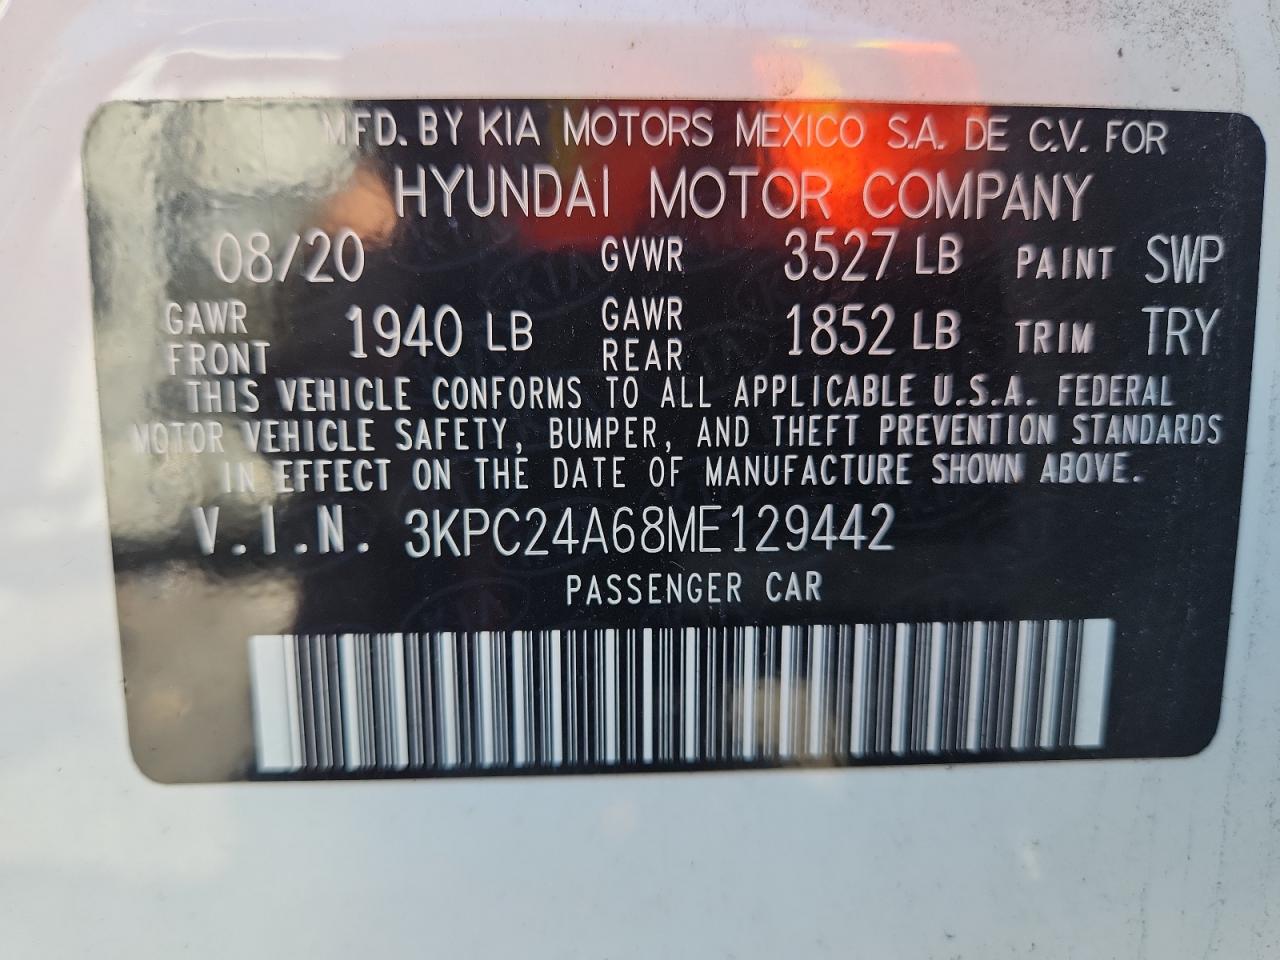 MFD. BY KIA MOTORS MEXICO S.A. DE C.V. FOR
HYUNDAI MOTOR COMPANY
08/20 GVWR 3527 LB PAINT SWP
GAWR FRONT 1940 LB GAWR REAR 1852 LB TRIM TRY
THIS VEHICLE CONFORMS TO ALL APPLICABLE U.S.A. FEDERAL
MOTOR VEHICLE SAFETY, BUMPER, AND THEFT PREVENTION STANDARDS
IN EFFECT ON THE DATE OF MANUFACTURE SHOWN ABOVE.
V.I.N. 3KPC24A68ME129442
PASSENGER CAR